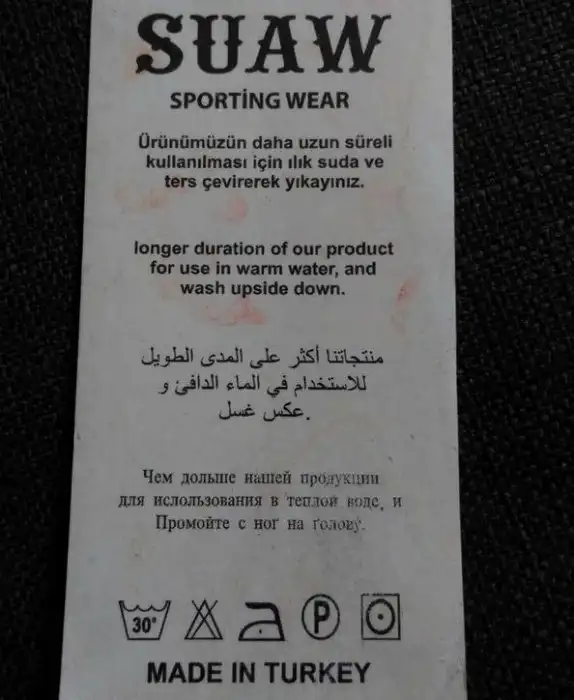 SUAW
SPORTİNG WEAR
Ürünümüzün daha uzun süreli
kullanılması için ılık suda ve
ters çevirerek yıkayınız.
longer duration of our product
for use in warm water, and
wash upside down.
منتجاتنا أكثر على المدى الطويل
للاستخدام في الماء الدافئ و
عكس غسل.
Чем дольше нашей продукции
для ислользования в теплой воде, и
Промойте с ног на голову.
30° P
MADE IN TURKEY